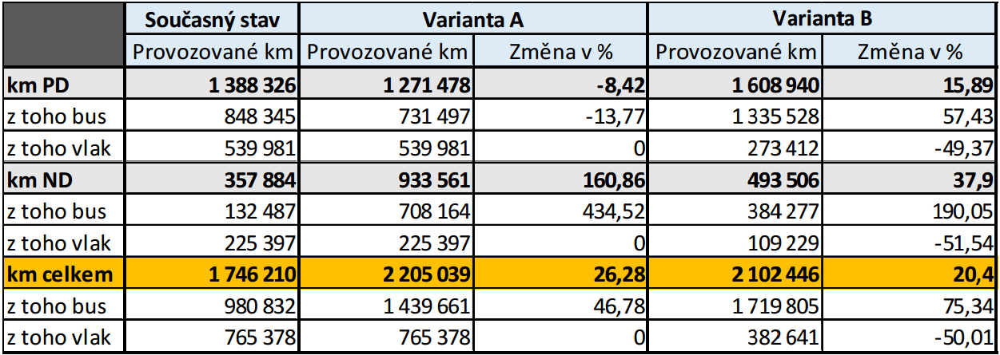 Současný stav Varianta A Varianta B
Provozované km Provozované km Změna v % Provozované km Změna v %
km PD 1 388 326 1 271 478 -8,42 1 608 940 15,89
z toho bus 848 345 731 497 -13,77 1 335 528 57,43
z toho vlak 539 981 539 981 0 273 412 -49,37
km ND 357 884 933 561 160,86 493 506 37,9
z toho bus 132 487 708 164 434,52 384 277 190,05
z toho vlak 225 397 225 397 0 109 229 -51,54
km celkem 1 746 210 2 205 039 26,28 2 102 446 20,4
z toho bus 980 832 1 439 661 46,78 1 719 805 75,34
z toho vlak 765 378 765 378 0 382 641 -50,01